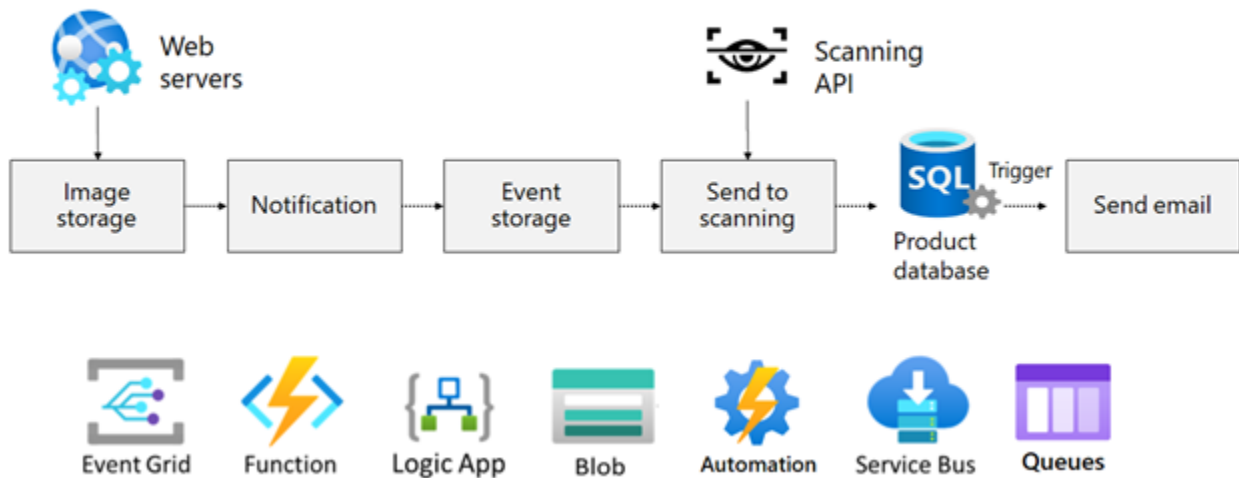 Web
servers
Scanning
API
Image
storage
Notification
Event
storage
Send to
scanning
SQL
Trigger
Product
database
Send email
Event Grid
Function
Logic App
Blob
Automation
Service Bus
Queues